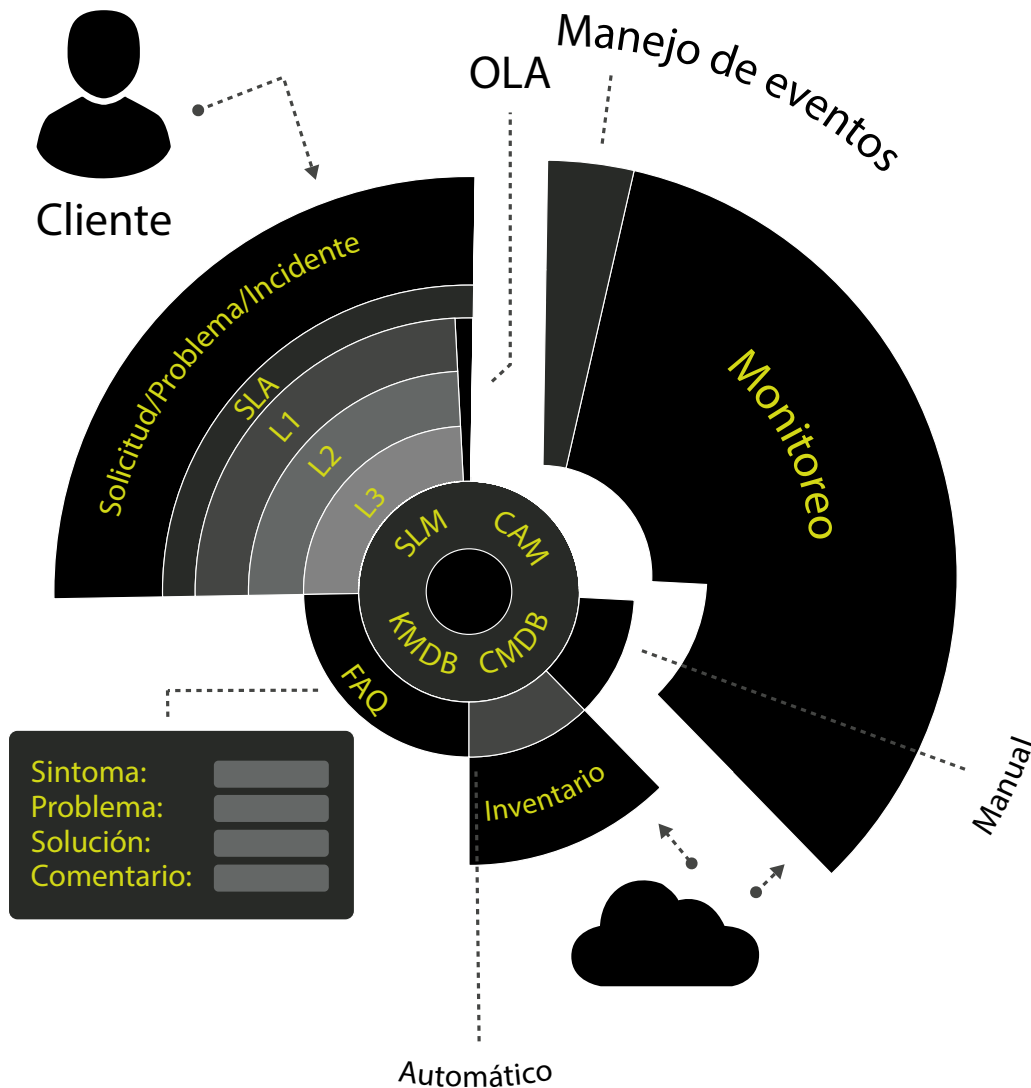 Manejo de eventos
OLA
Cliente
Solicitud/Problema/Incidente
SLA
L1
L2
L3
Monitoreo
SLM
CAM
KMDB
CMDB
FAQ
Inventario
Manual
Sintoma:
Problema:
Solución:
Comentario:
Automático